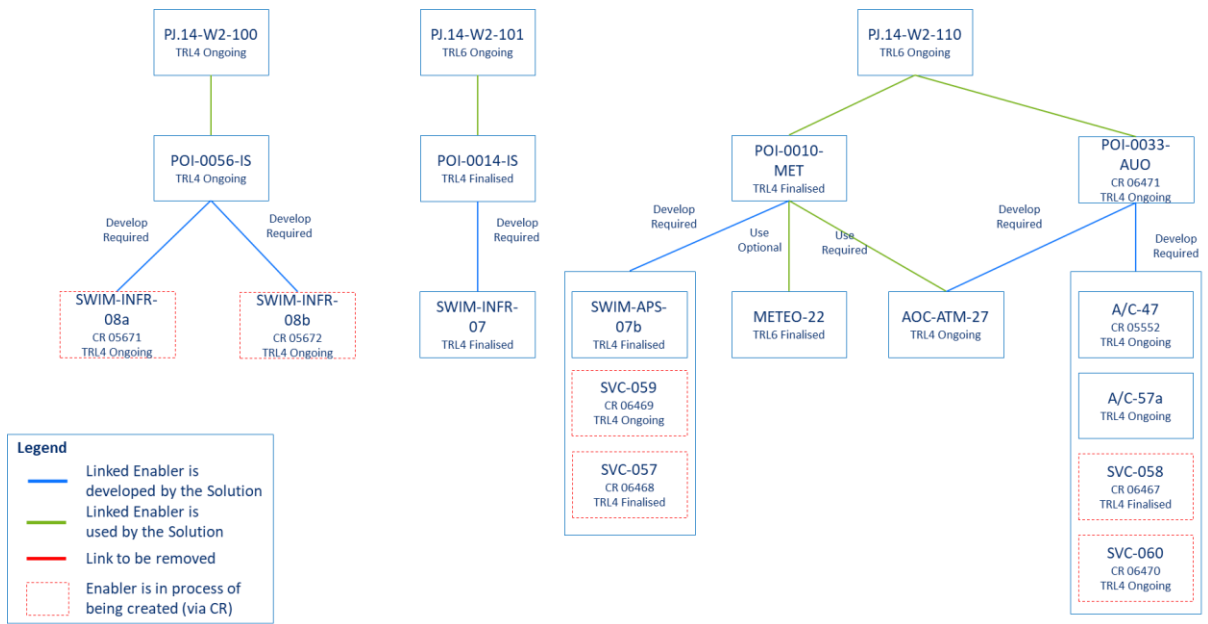 PJ.14-W2-100
TRL4 Ongoing
PJ.14-W2-101
TRL6 Ongoing
PJ.14-W2-110
TRL6 Ongoing
POI-0056-IS
TRL4 Ongoing
POI-0014-IS
TRL4 Finalised
POI-0010-
MET
TRL4 Finalised
POI-0033-
AUO
CR 06471
TRL4 Ongoing
Develop
Required
Develop
Required
Develop
Required
Develop
Required
Use
Optional
Use
Required
Develop
Required
Develop
Required
SWIM-INFR-
08a
CR 05671
TRL4 Ongoing
SWIM-INFR-
08b
CR 05672
TRL4 Ongoing
SWIM-INFR-
07
TRL4 Finalised
SWIM-APS-
07b
TRL4 Finalised
SVC-059
CR 06469
TRL4 Ongoing
SVC-057
CR 06468
TRL4 Finalised
METEO-22
TRL6 Finalised
AOC-ATM-27
TRL4 Ongoing
A/C-47
CR 05552
TRL4 Ongoing
A/C-57a
TRL4 Ongoing
SVC-058
CR 06467
TRL4 Finalised
SVC-060
CR 06470
TRL4 Ongoing
Legend
Linked Enabler is
developed by the Solution
Linked Enabler is
used by the Solution
Link to be removed
Enabler is in process of
being created (via CR)